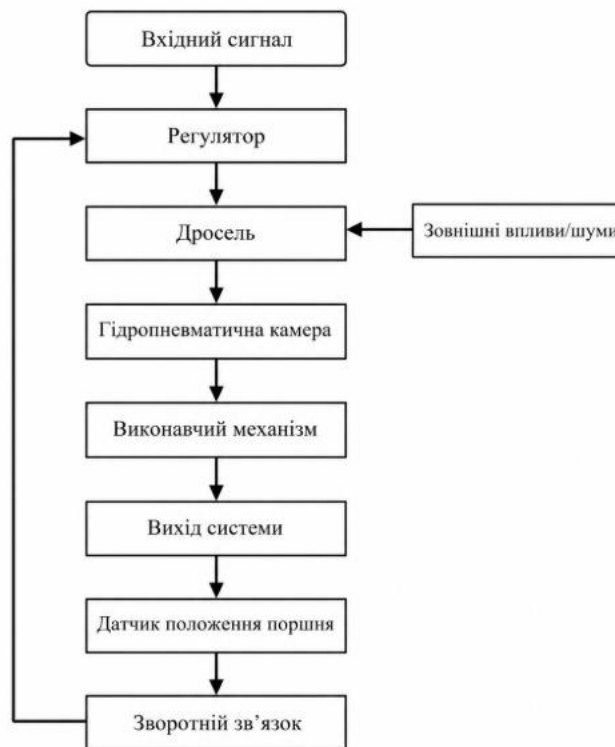 Вхідний сигнал
Регулятор
Дросель
Зовнішні впливи/шуми
Гідропневматична камера
Виконавчий механізм
Вихід системи
Датчик положення поршня
Зворотній зв’язок